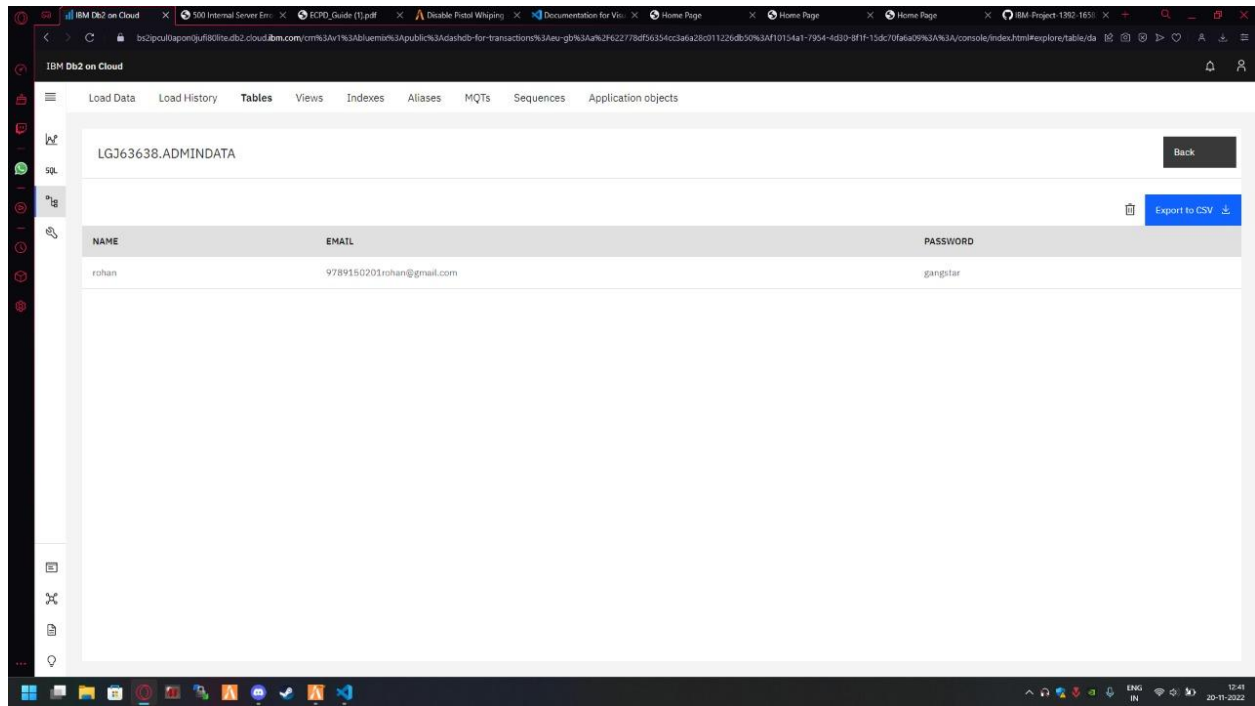 IBM Db2 on Cloud
500 Internal Server Erro
ECPD_Guide (1).pdf
Disable Pistol Whiping
Documentation for Visu
Home Page
Home Page
Home Page
IBM-Project-1392-1658
IBM Db2 on Cloud
Load Data Load History Tables Views Indexes Aliases MQTs Sequences Application objects
LGJ63638.ADMINDATA
Back
SQL
Export to CSV
NAME EMAIL PASSWORD
rohan 9789150201rohan@gmail.com gangstar
ENG 12:41
IN 20-11-2022